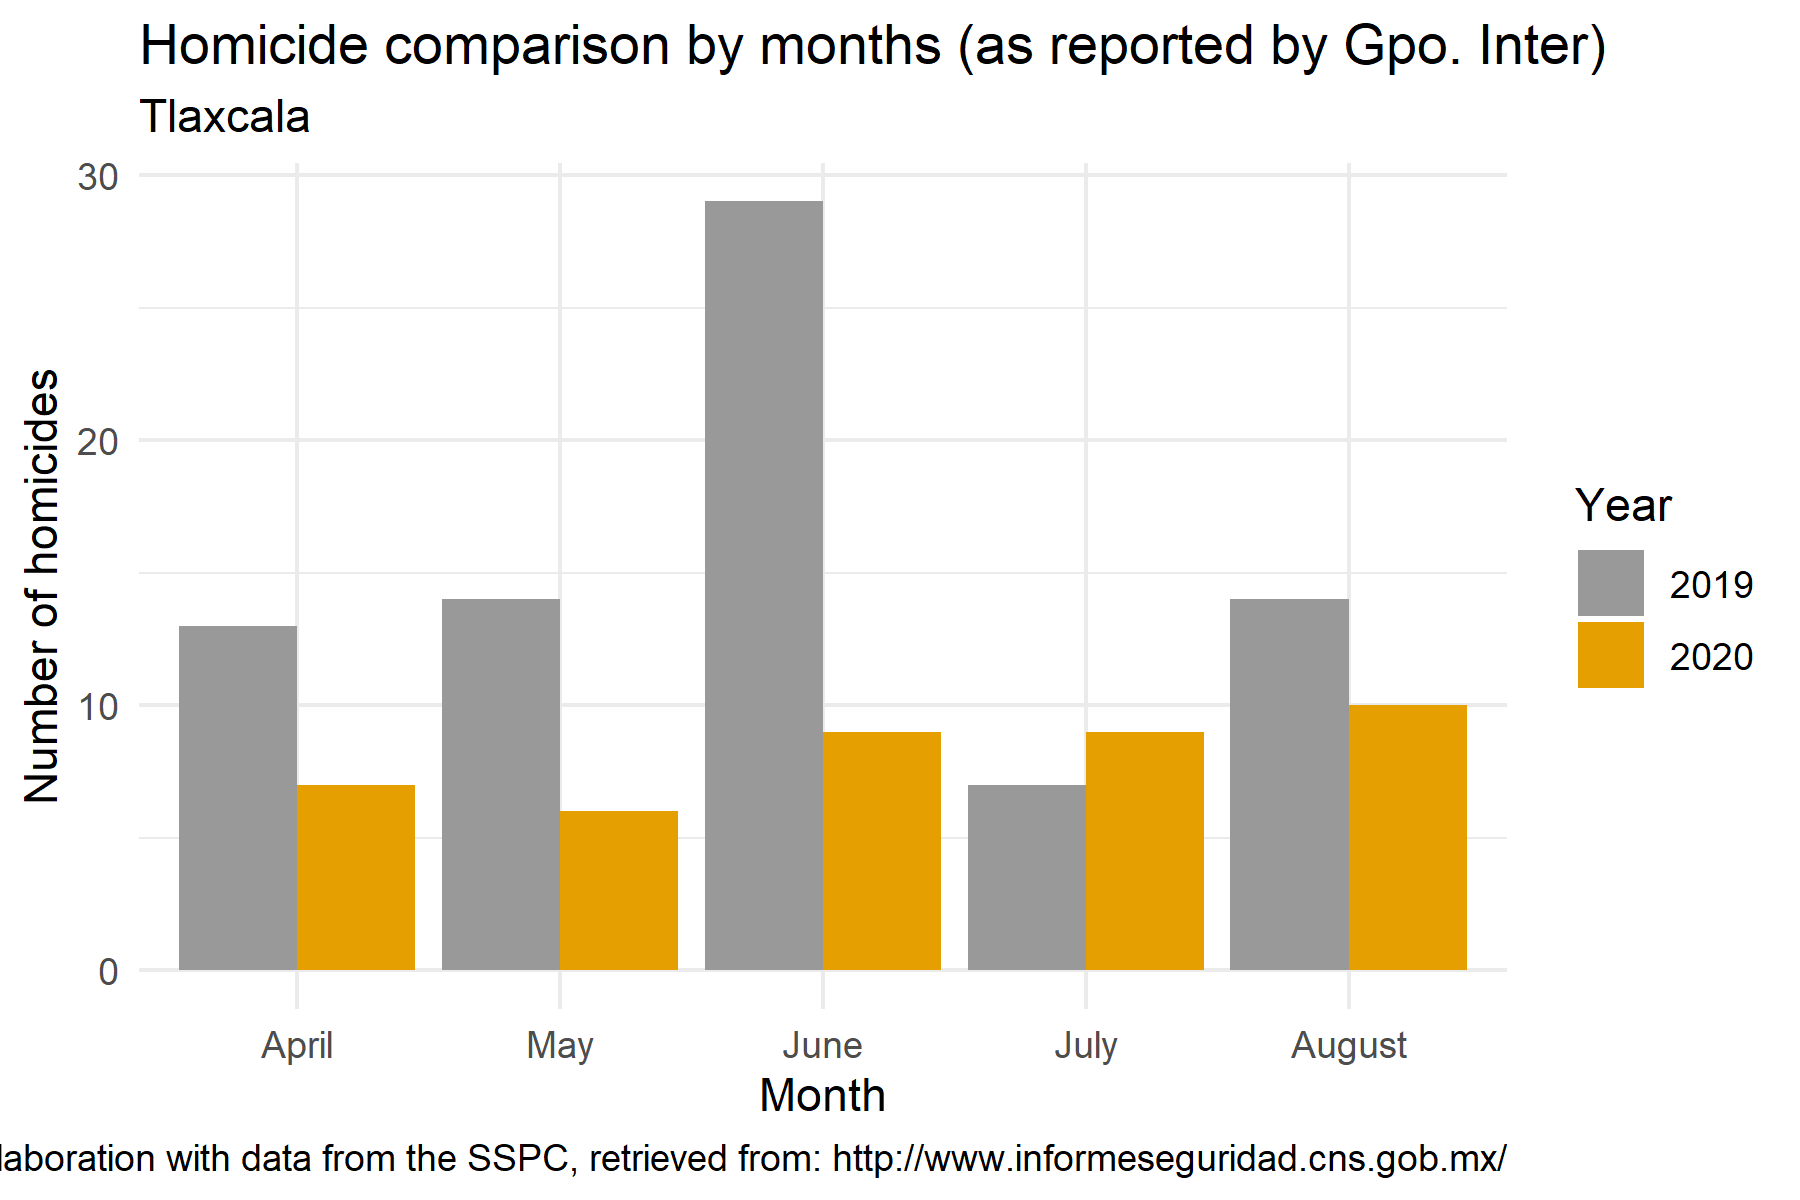 Homicide comparison by months (as reported by Gpo. Inter)
Tlaxcala
Number of homicides
30
20
10
0
April May June July August
Month
Year
2019
2020
with data from the SSPC, retrieved from: http://www.informeseguridad.cns.gob.mx/